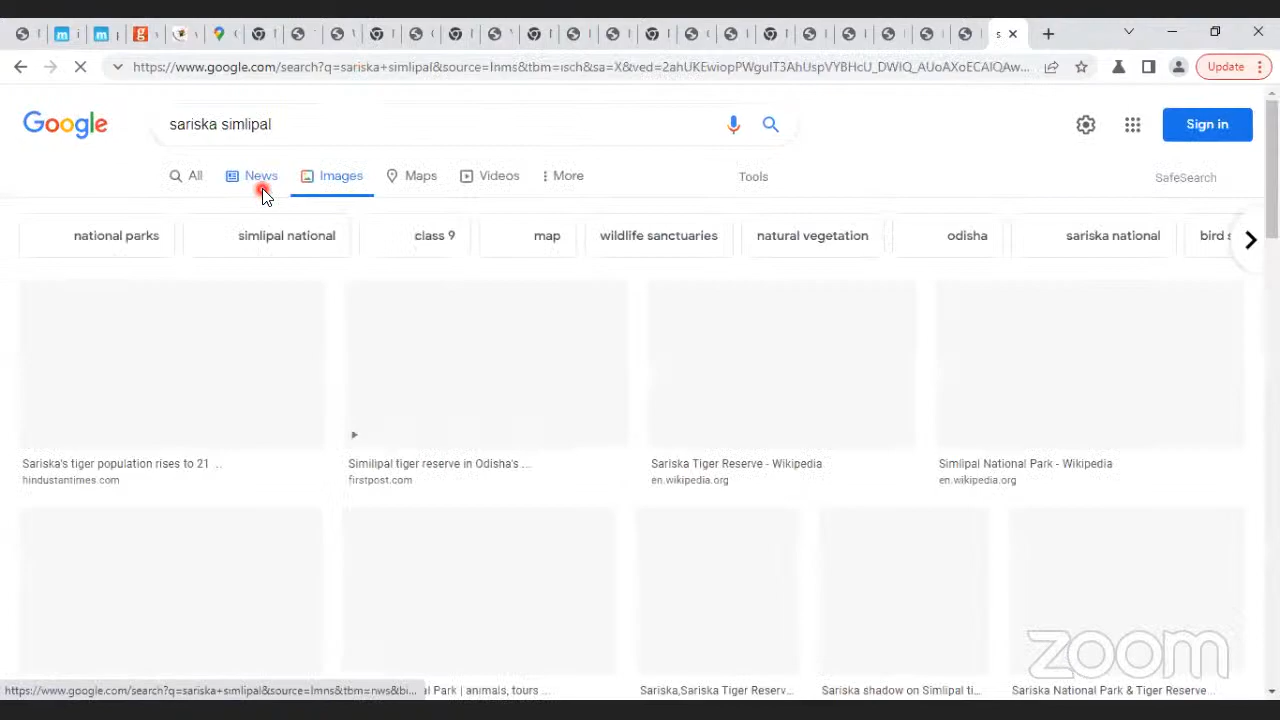 https://www.google.com/search?q=sariska+simlipal&source=lnms&tbm=isch&sa=X&ved=2ahUKEwiopPWguIT3AhUspVYBHcU_DWIQ_AUoAXoECAIQAw...
Update
Google
sariska simlipal
Sign in
All News Images Maps Videos More
Tools
SafeSearch
national parks simlipal national class 9 map wildlife sanctuaries natural vegetation odisha sariska national bird s
Sariska's tiger population rises to 21 ...
hindustantimes.com
Similipal tiger reserve in Odisha's ...
firstpost.com
Sariska Tiger Reserve - Wikipedia
en.wikipedia.org
Simlipal National Park - Wikipedia
en.wikipedia.org
zoom
https://www.google.com/search?q=sariska+simlipal&source=lnms&tbm=nws&bi...
al Park | animals, tours ...
Sariska,Sariska Tiger Reserv...
Sariska shadow on Simlipal ti...
Sariska National Park & Tiger Reserve...